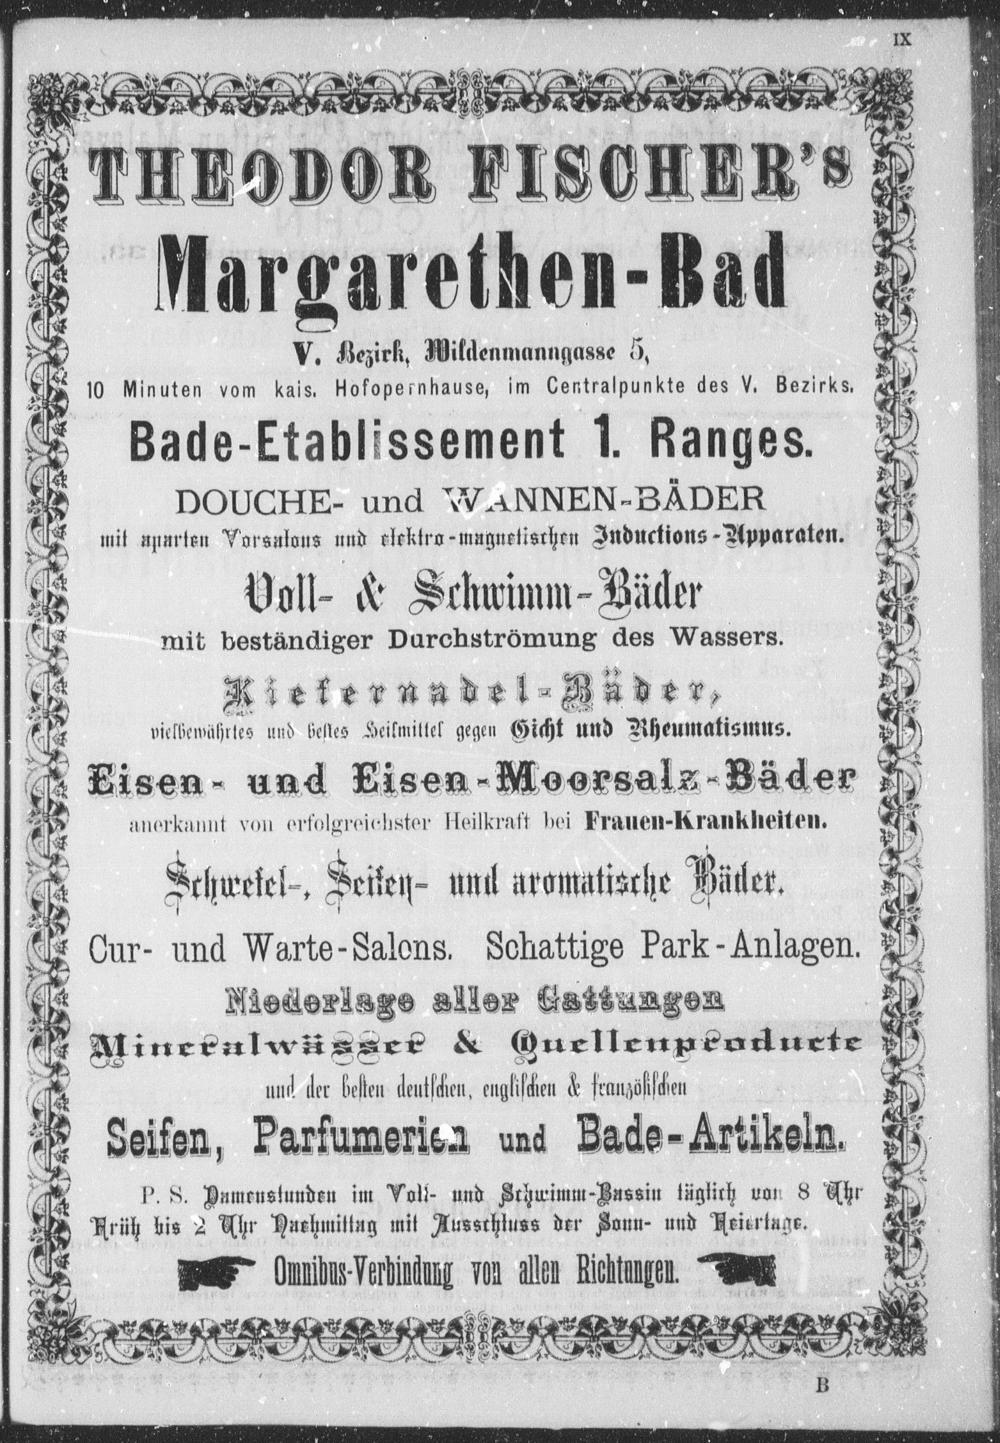 IX
THEODOR FISCHER's
Margarethen-Bad
V. Bezirk, Wildenmanngasse 5,
10 Minuten vom kais. Hofopernhause, im Centralpunkte des V. Bezirks.
Bade-Etablissement 1. Ranges.
DOUCHE- und WANNEN-BÄDER
mit aparten Vorsalons und elektro-magnetischen Inductions-Apparaten.
Voll- & Schwimm-Bäder
mit beständiger Durchströmung des Wassers.
Kiefernadel-Bäder,
vielbewährtes und bestes Heilmittel gegen Gicht und Rheumatismus.
Eisen- und Eisen-Moorsalz-Bäder
anerkannt von erfolgreichster Heilkraft bei Frauen-Krankheiten.
Schwefel-, Seifen- und aromatische Bäder.
Cur- und Warte-Salons. Schattige Park-Anlagen.
Niederlage aller Gattungen
Mineralwässer & Quellenproducte
und der besten deutschen, englischen & französischen
Seifen, Parfumerien und Bade-Artikeln.
P. S. Damenstunden im Voll- und Schwimm-Bassin täglich von 8 Uhr
Früh bis 2 Uhr Nachmittag mit Ausschluss der Sonn- und Feiertage.
Omnibus-Verbindung von allen Richtungen.
B